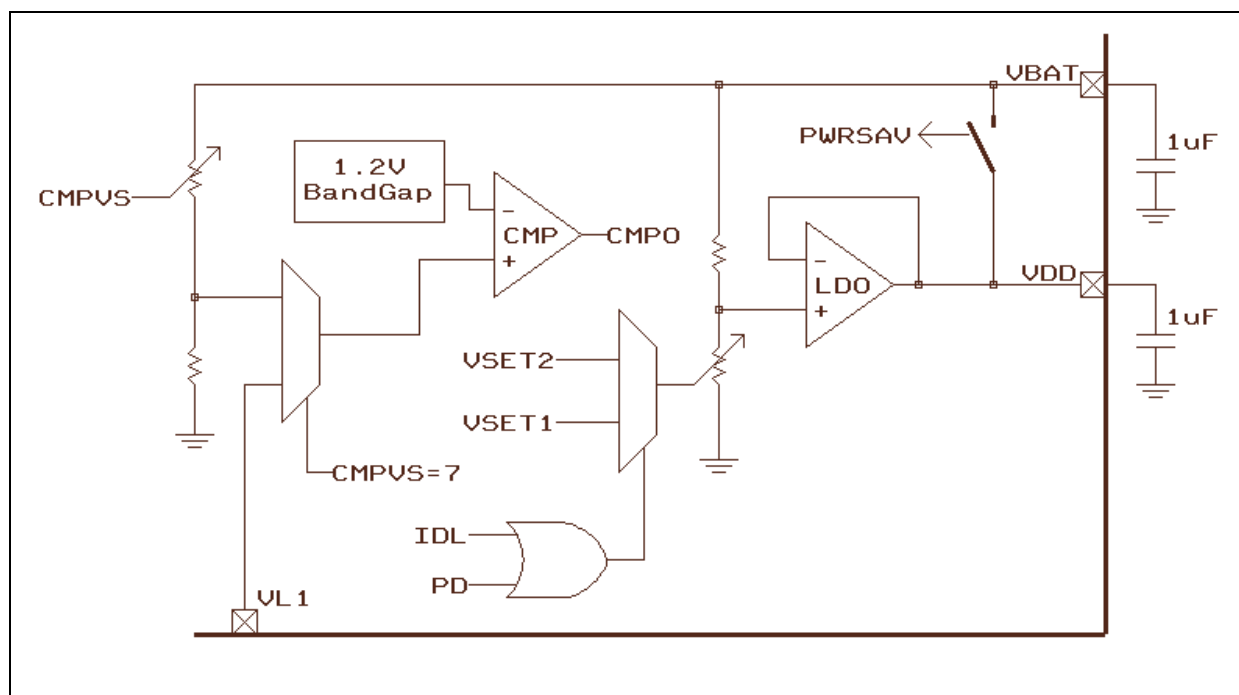 VBAT
PWRSAV
1uF
1.2V
BandGap
CMPVS
-
CMP
CMPO
+
-
LDO
+
VDD
1uF
VSET2
VSET1
CMPVS=7
IDL
PD
VL1